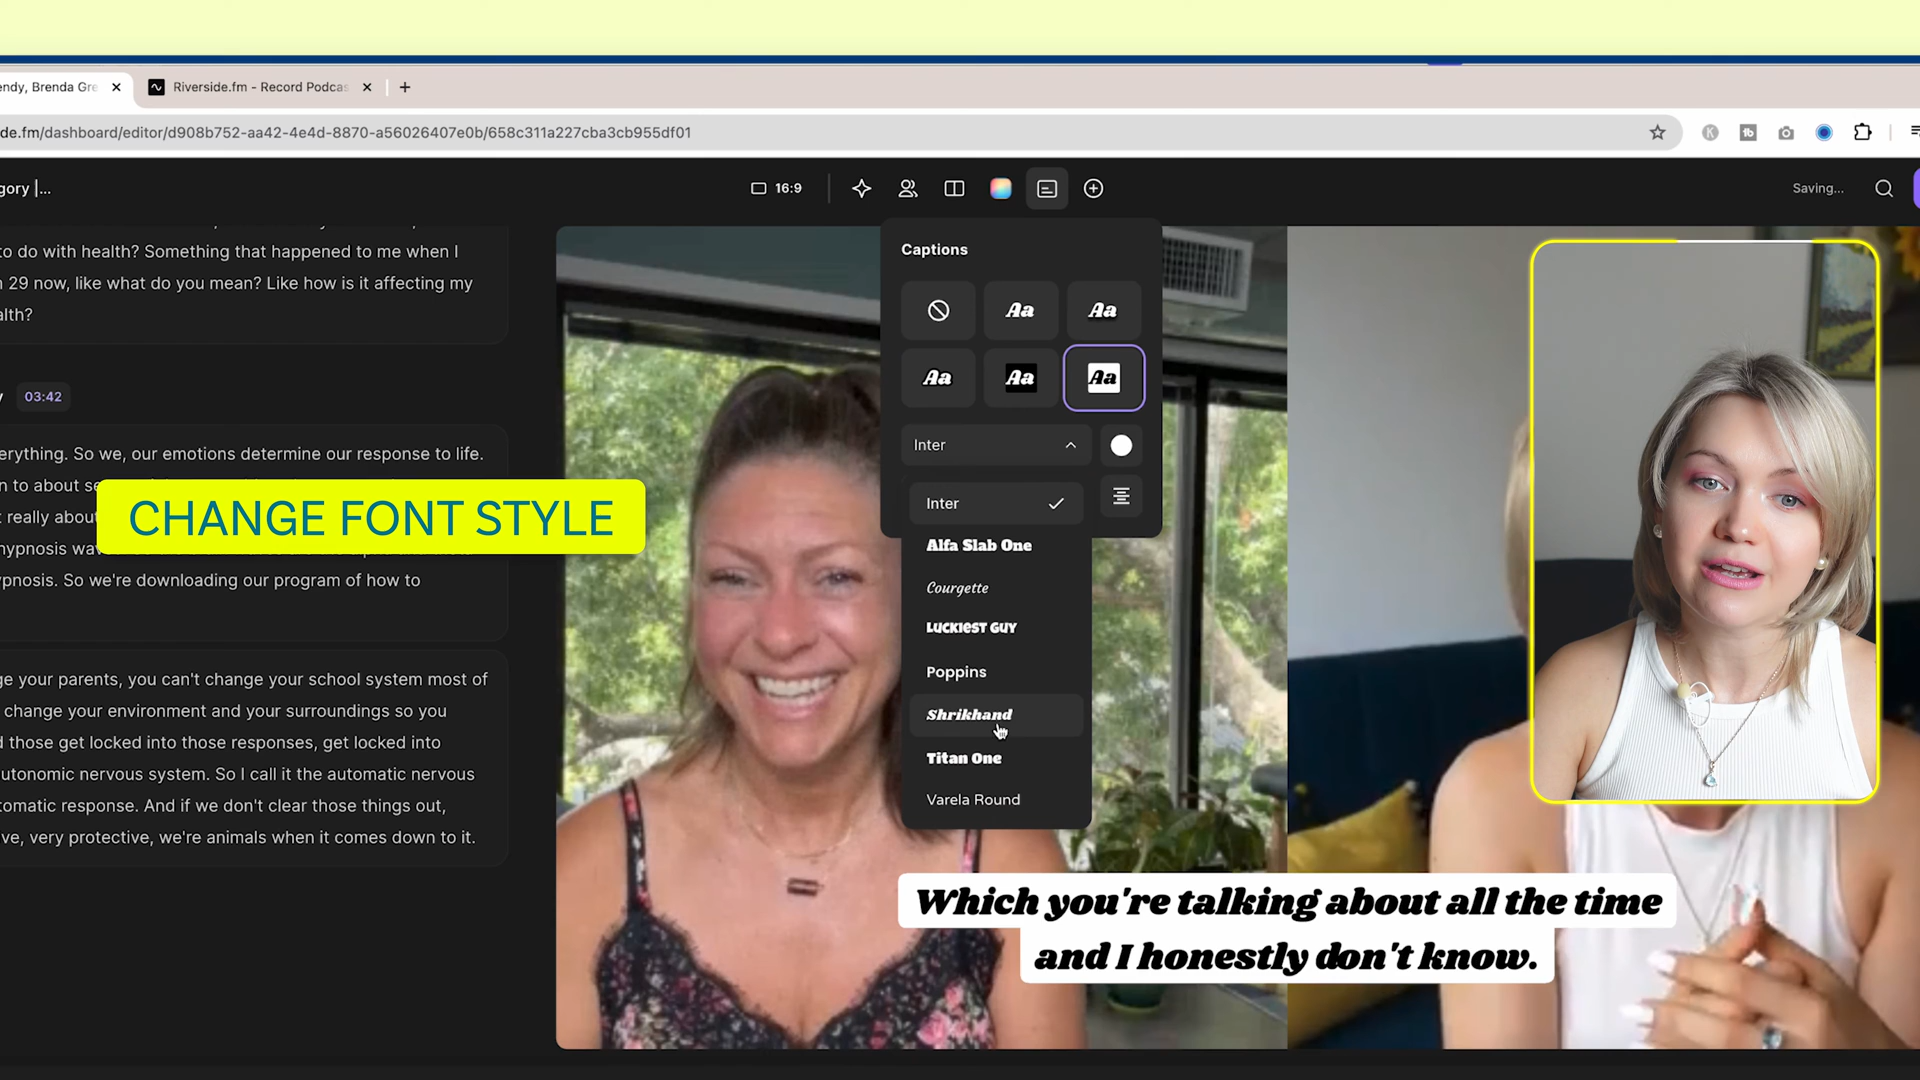 endy, Brenda Gre
Riverside.fm - Record Podcas
de.fm/dashboard/editor/d908b752-aa42-4e4d-8870-a56026407e0b/658c311a227cba3cb955df01
gory |...
16:9
Saving...
to do with health? Something that happened to me when I
29 now, like what do you mean? Like how is it affecting my
alth?
03:42
erything. So we, our emotions determine our response to life.
n to about se
t really about
hypnosis wav
ypnosis. So we're downloading our program of how to
CHANGE FONT STYLE
ge your parents, you can't change your school system most of
change your environment and your surroundings so you
d those get locked into those responses, get locked into
utonomic nervous system. So I call it the automatic nervous
tomatic response. And if we don't clear those things out,
ve, very protective, we're animals when it comes down to it.
Captions
Aa
Aa
Aa
Aa
Aa
Inter
Inter
Alfa Slab One
Courgette
LUCKIEST GUY
Poppins
Shrikhand
Titan One
Varela Round
Which you're talking about all the time
and I honestly don't know.